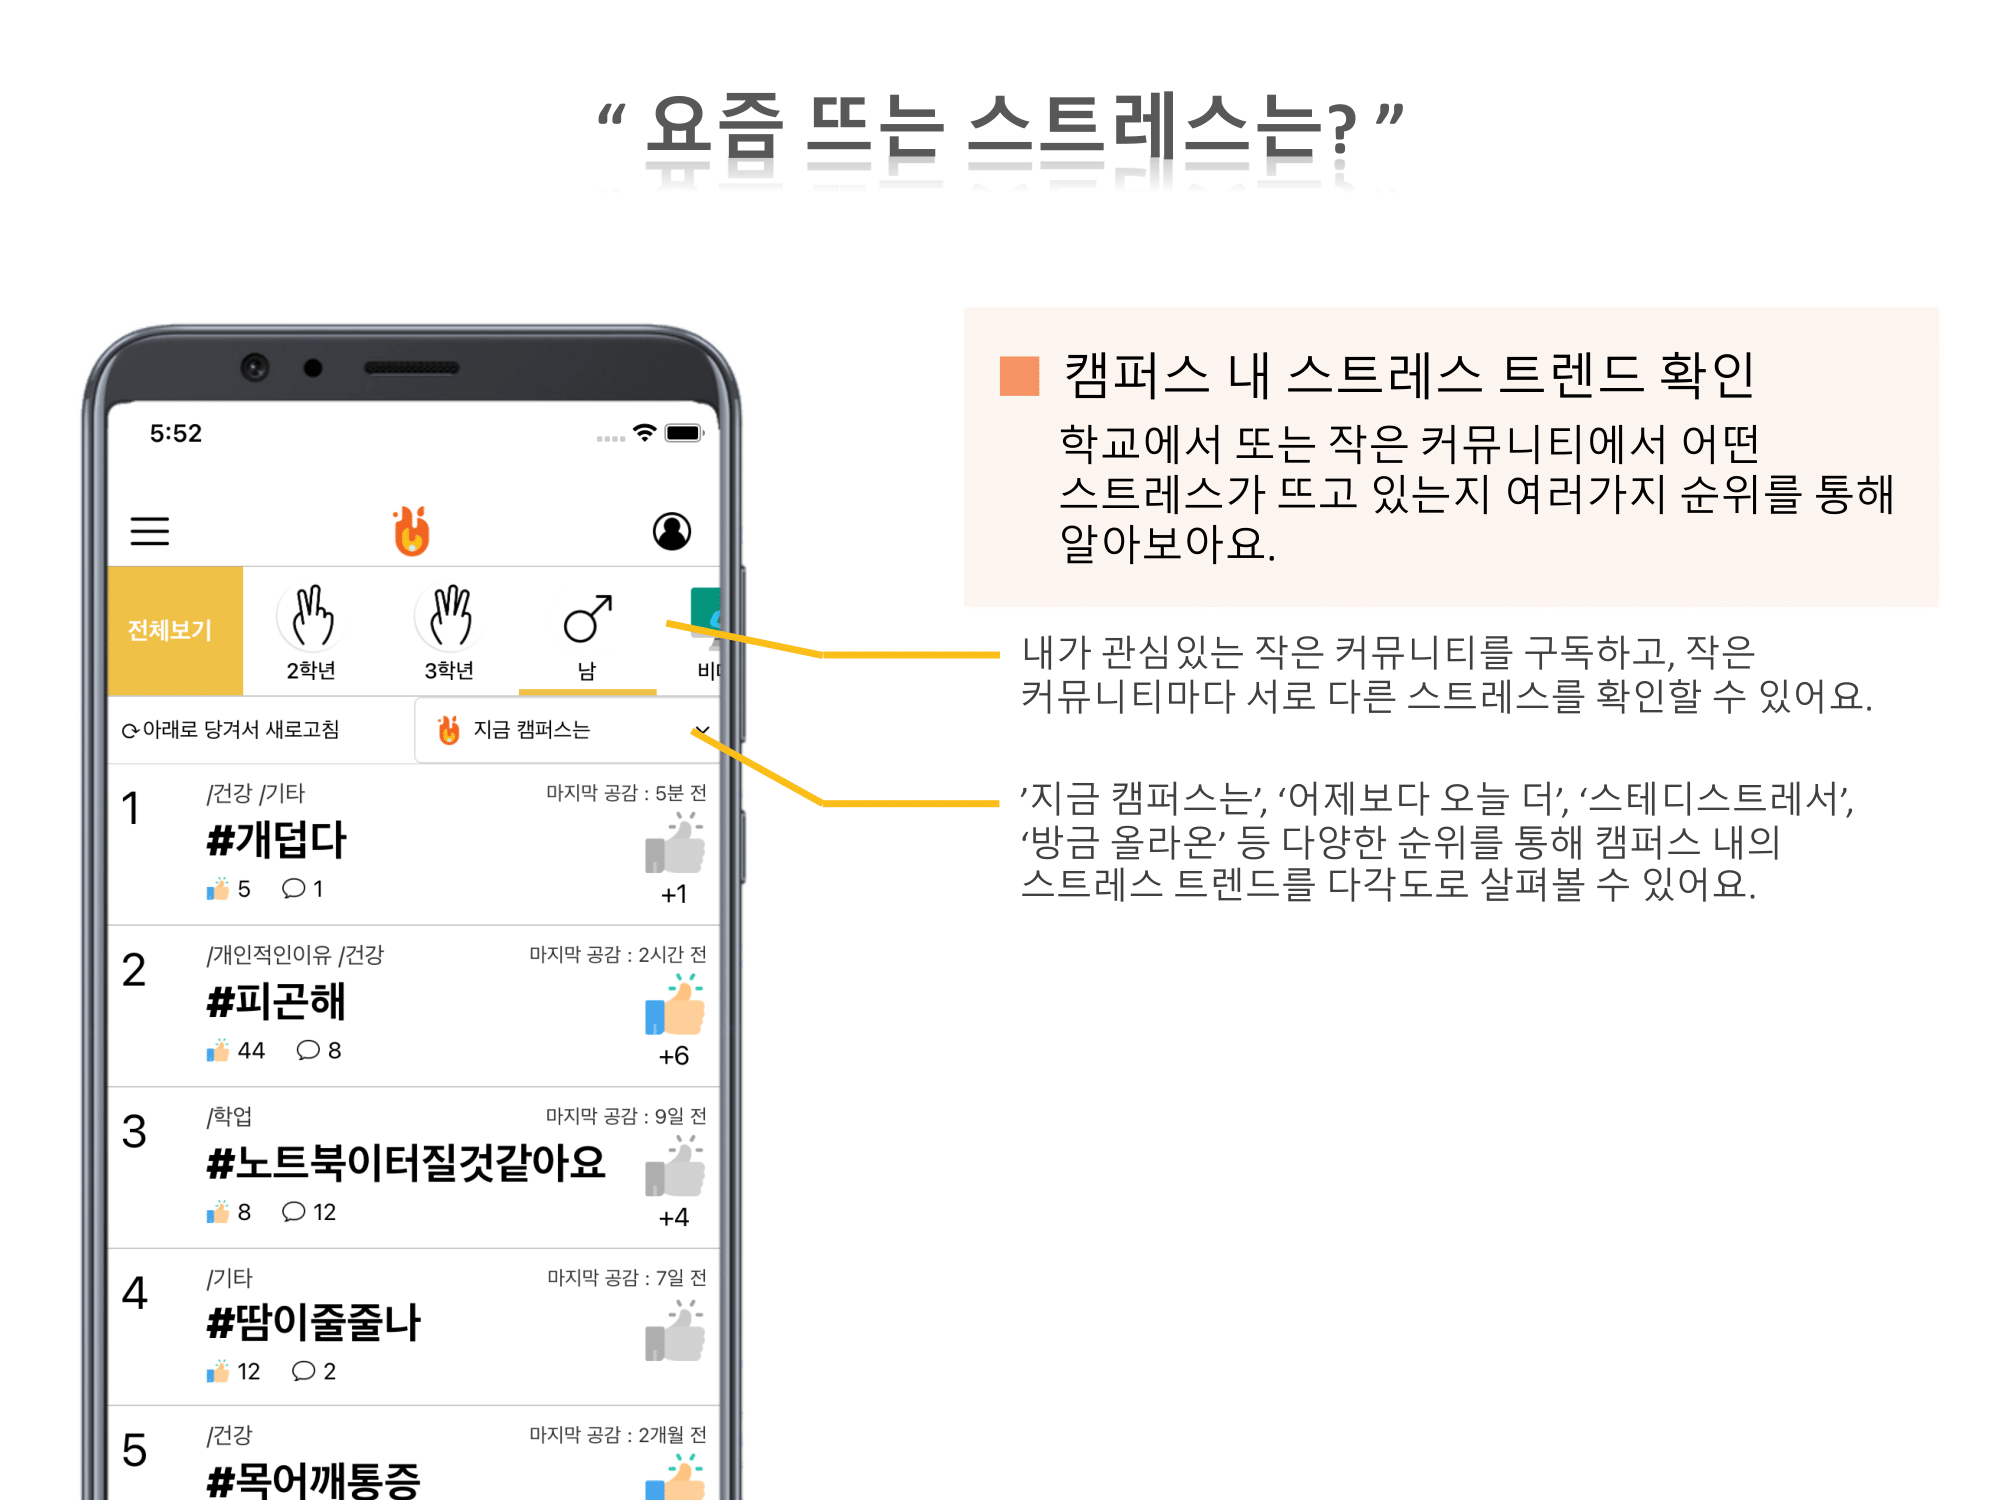 “ 요즘 뜨는 스트레스는? ”
5:52
전체보기
2학년
3학년
남
⟳아래로 당겨서 새로고침
지금 캠퍼스는
1
/건강 /기타
마지막 공감 : 5분 전
#개덥다
5
1
+1
2
/개인적인이유 /건강
마지막 공감 : 2시간 전
#피곤해
44
8
+6
3
/학업
마지막 공감 : 9일 전
#노트북이터질것같아요
8
12
+4
4
/기타
마지막 공감 : 7일 전
#땀이줄줄나
12
2
5
/건강
마지막 공감 : 2개월 전
#목어깨통증
캠퍼스 내 스트레스 트렌드 확인
학교에서 또는 작은 커뮤니티에서 어떤
스트레스가 뜨고 있는지 여러가지 순위를 통해
알아보아요.
내가 관심있는 작은 커뮤니티를 구독하고, 작은
커뮤니티마다 서로 다른 스트레스를 확인할 수 있어요.
’지금 캠퍼스는’, ‘어제보다 오늘 더’, ‘스테디스트레서’,
‘방금 올라온’ 등 다양한 순위를 통해 캠퍼스 내의
스트레스 트렌드를 다각도로 살펴볼 수 있어요.